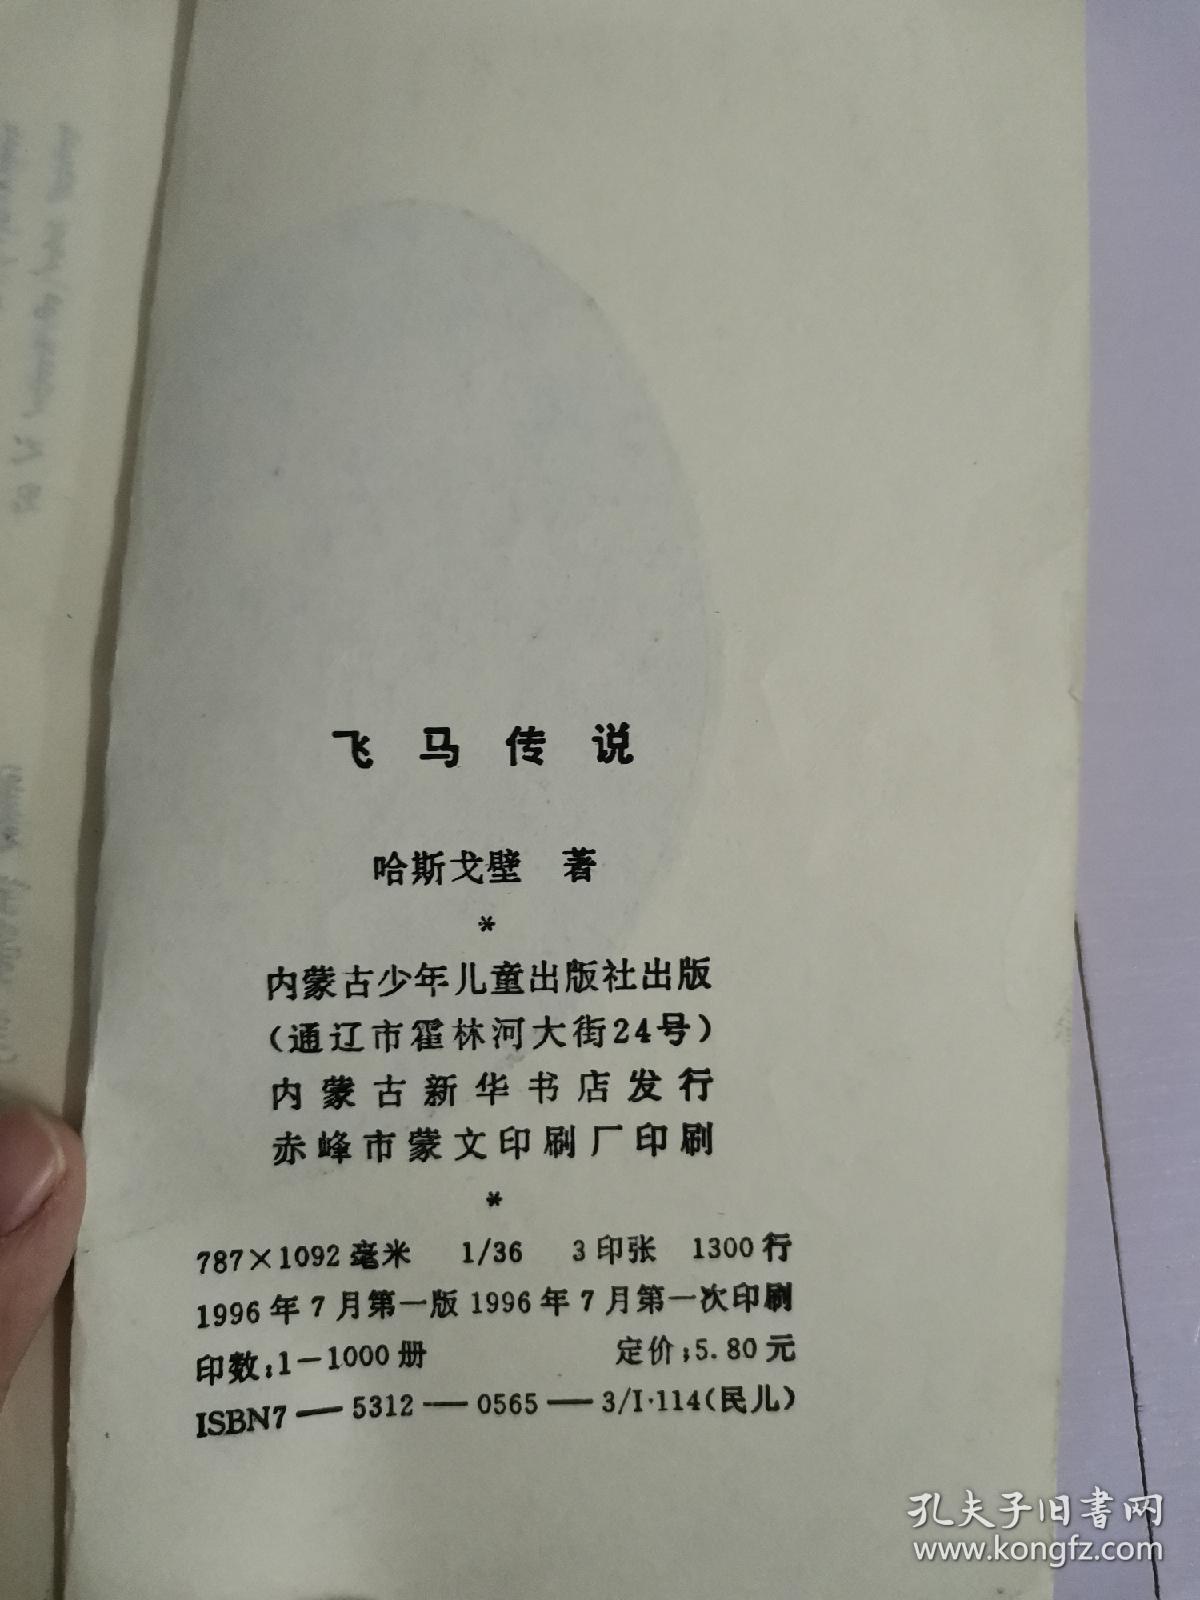 飞马传说
哈斯戈壁 著
*
内蒙古少年儿童出版社出版
(通辽市霍林河大街24号)
内蒙古新华书店发行
赤峰市蒙文印刷厂印刷
*
787×1092毫米 1/36 3印张 1300行
1996年7月第一版 1996年7月第一次印刷
印数:1—1000册 定价:5.80元
ISBN7—5312—0565—3/I·114(民儿)
孔夫子旧书网
www.kongfz.com